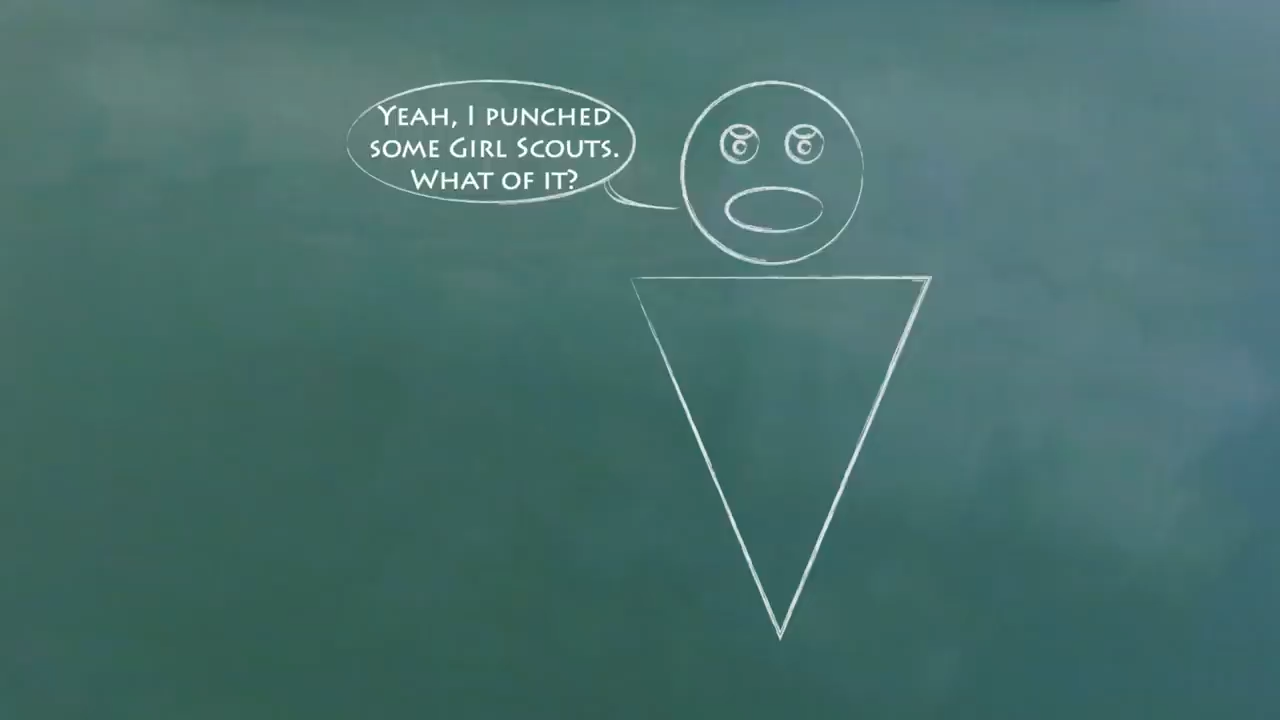 Yeah, I punched
some Girl Scouts.
What of it?